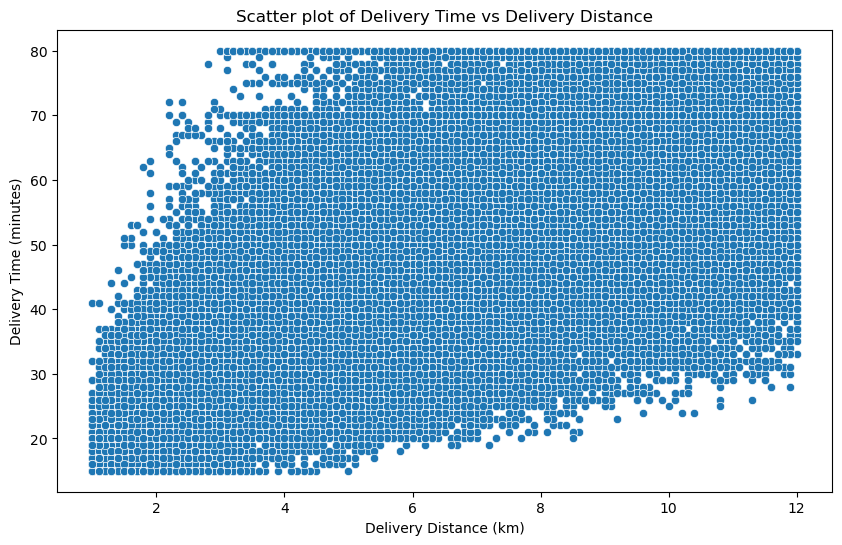 Scatter plot of Delivery Time vs Delivery Distance
80
70
60
50
40
30
20
Delivery Time (minutes)
2 4 6 8 10 12
Delivery Distance (km)